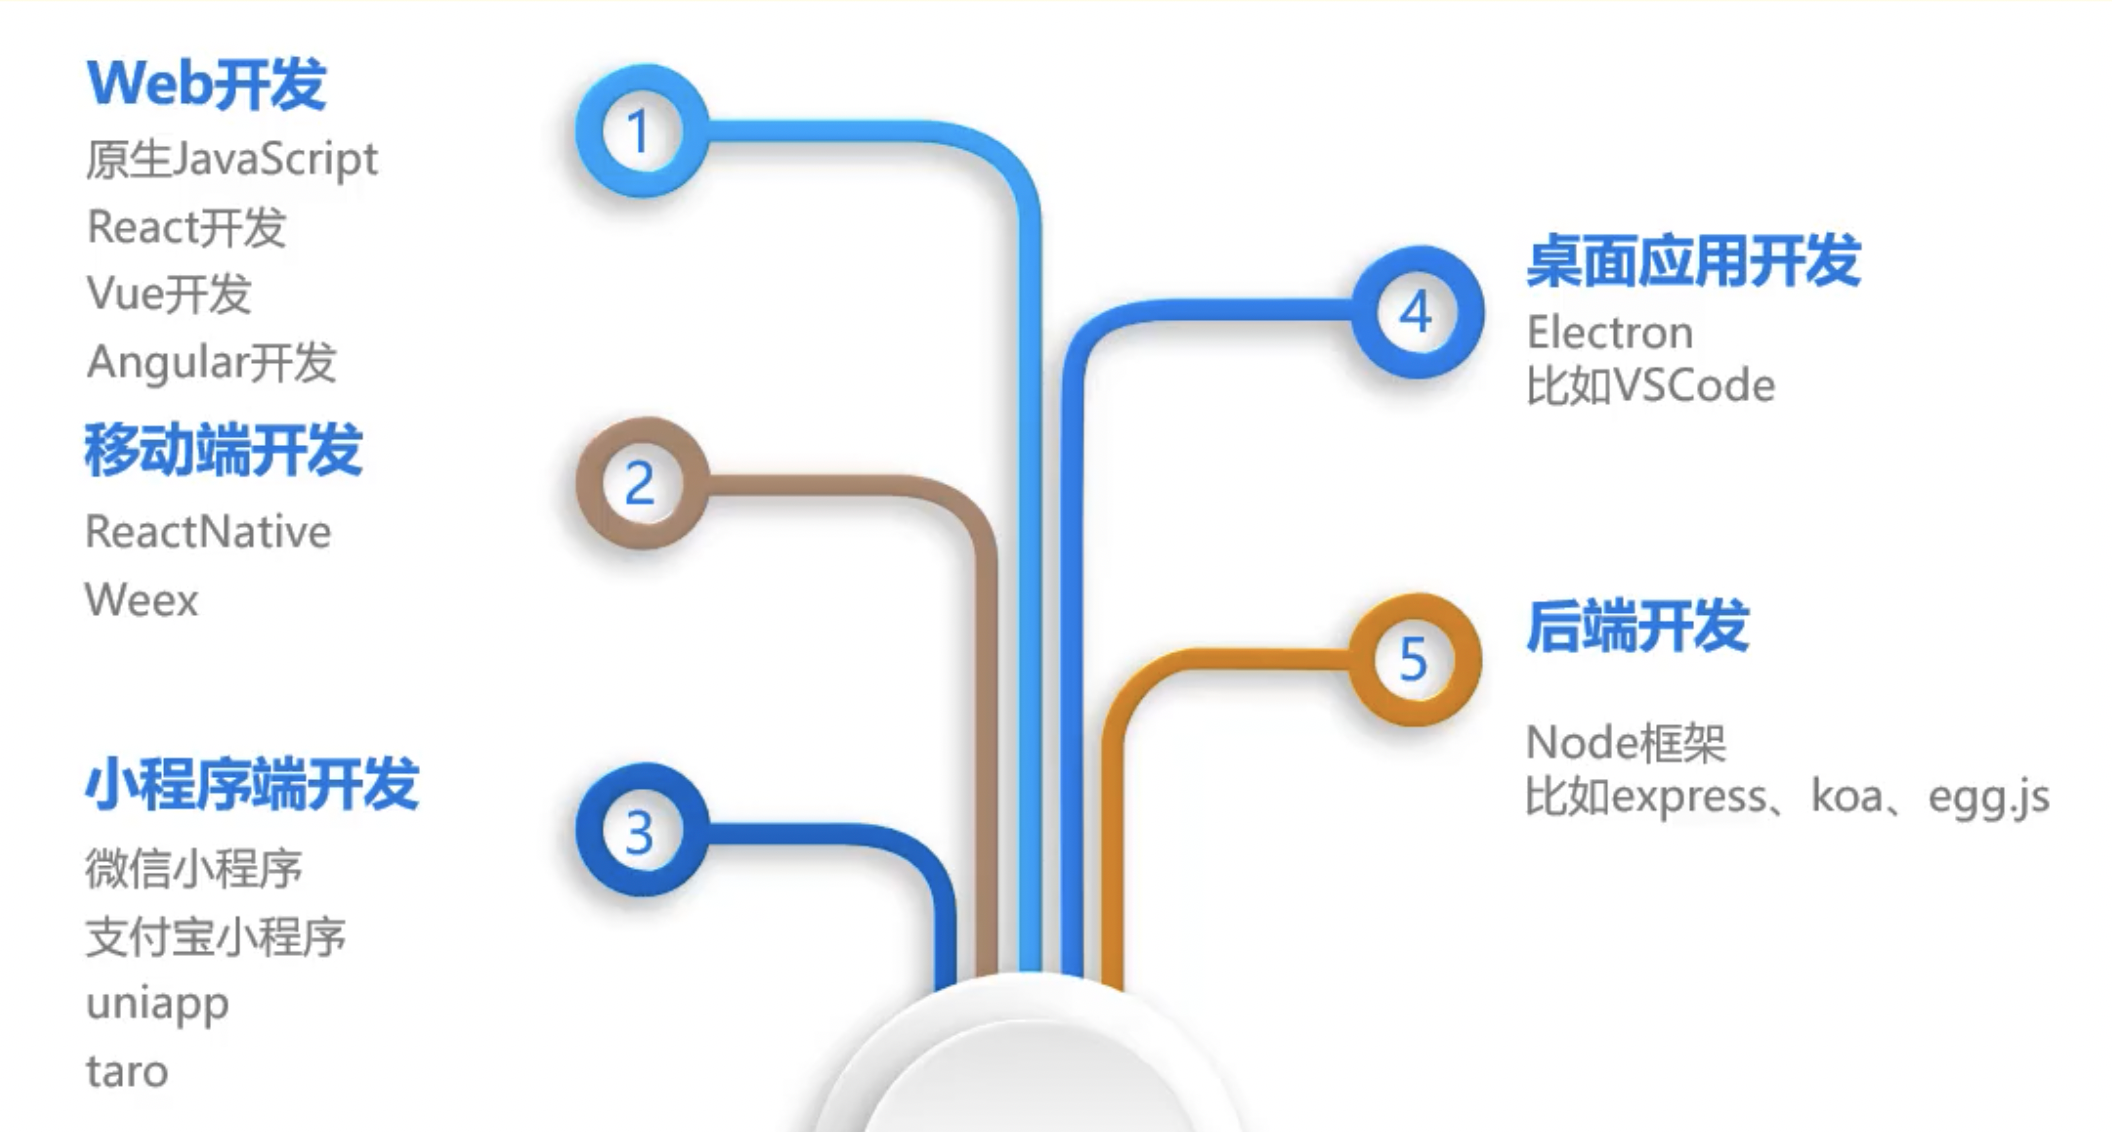 Web开发
原生JavaScript
React开发
Vue开发
Angular开发
1
移动端开发
ReactNative
Weex
2
小程序端开发
微信小程序
支付宝小程序
uniapp
taro
3
4
桌面应用开发
Electron
比如VSCode
5
后端开发
Node框架
比如express、koa、egg.js